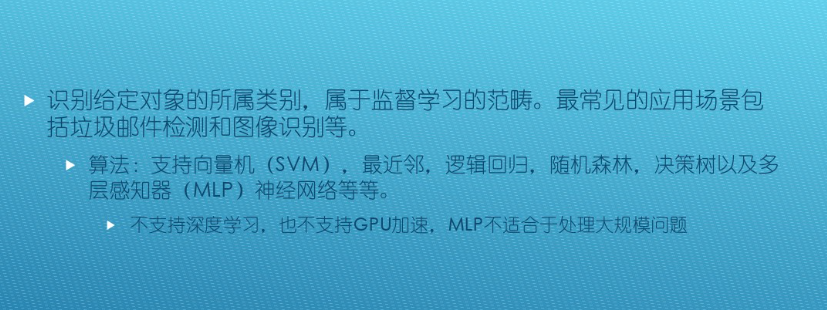 识别给定对象的所属类别，属于监督学习的范畴。最常见的应用场景包
括垃圾邮件检测和图像识别等。
算法：支持向量机（SVM），最近邻，逻辑回归，随机森林，决策树以及多
层感知器（MLP）神经网络等等。
不支持深度学习，也不支持GPU加速，MLP不适合于处理大规模问题